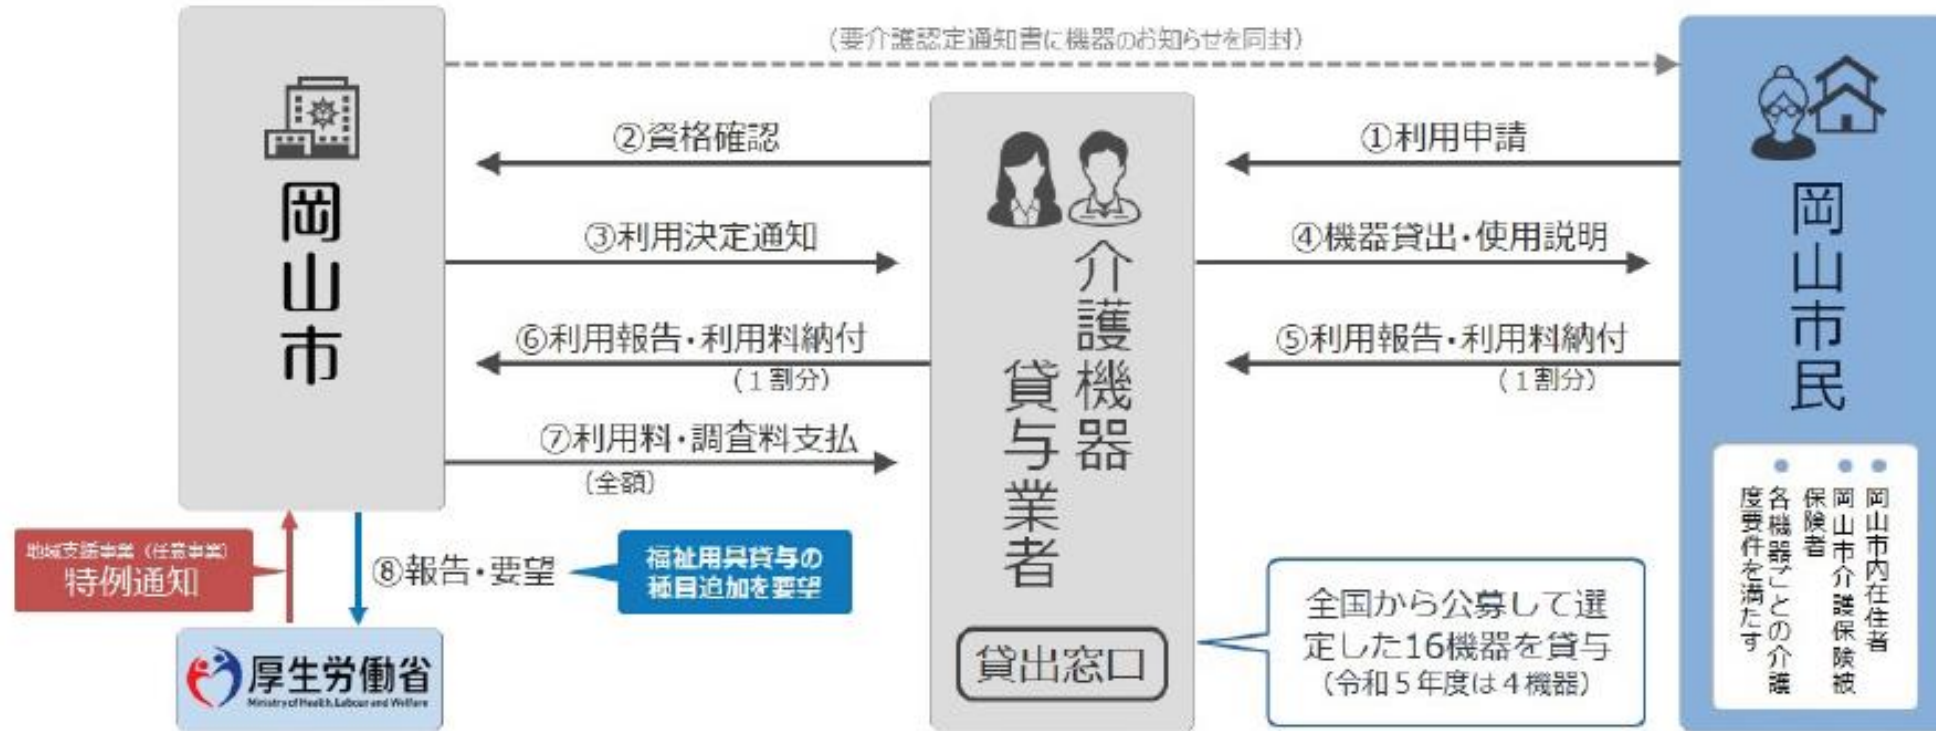 (要介護認定通知書に機器のお知らせを同封)
岡山市
②資格確認
①利用申請
③利用決定通知
④機器貸出・使用説明
⑥利用報告・利用料納付
(１割分)
⑤利用報告・利用料納付
(１割分)
⑦利用料・調査料支払
(全額)
介護機器
貸与業者
貸出窓口
岡山市民
岡山市内在住者
岡山市介護保険被
保険者
各機器ごとの介護
度要件を満たす
地域支援事業（任意事業）
特例通知
⑧報告・要望
福祉用具貸与の
種目追加を要望
全国から公募して選
定した16機器を貸与
(令和５年度は４機器)
厚生労働省
Ministry of Health, Labour and Welfare